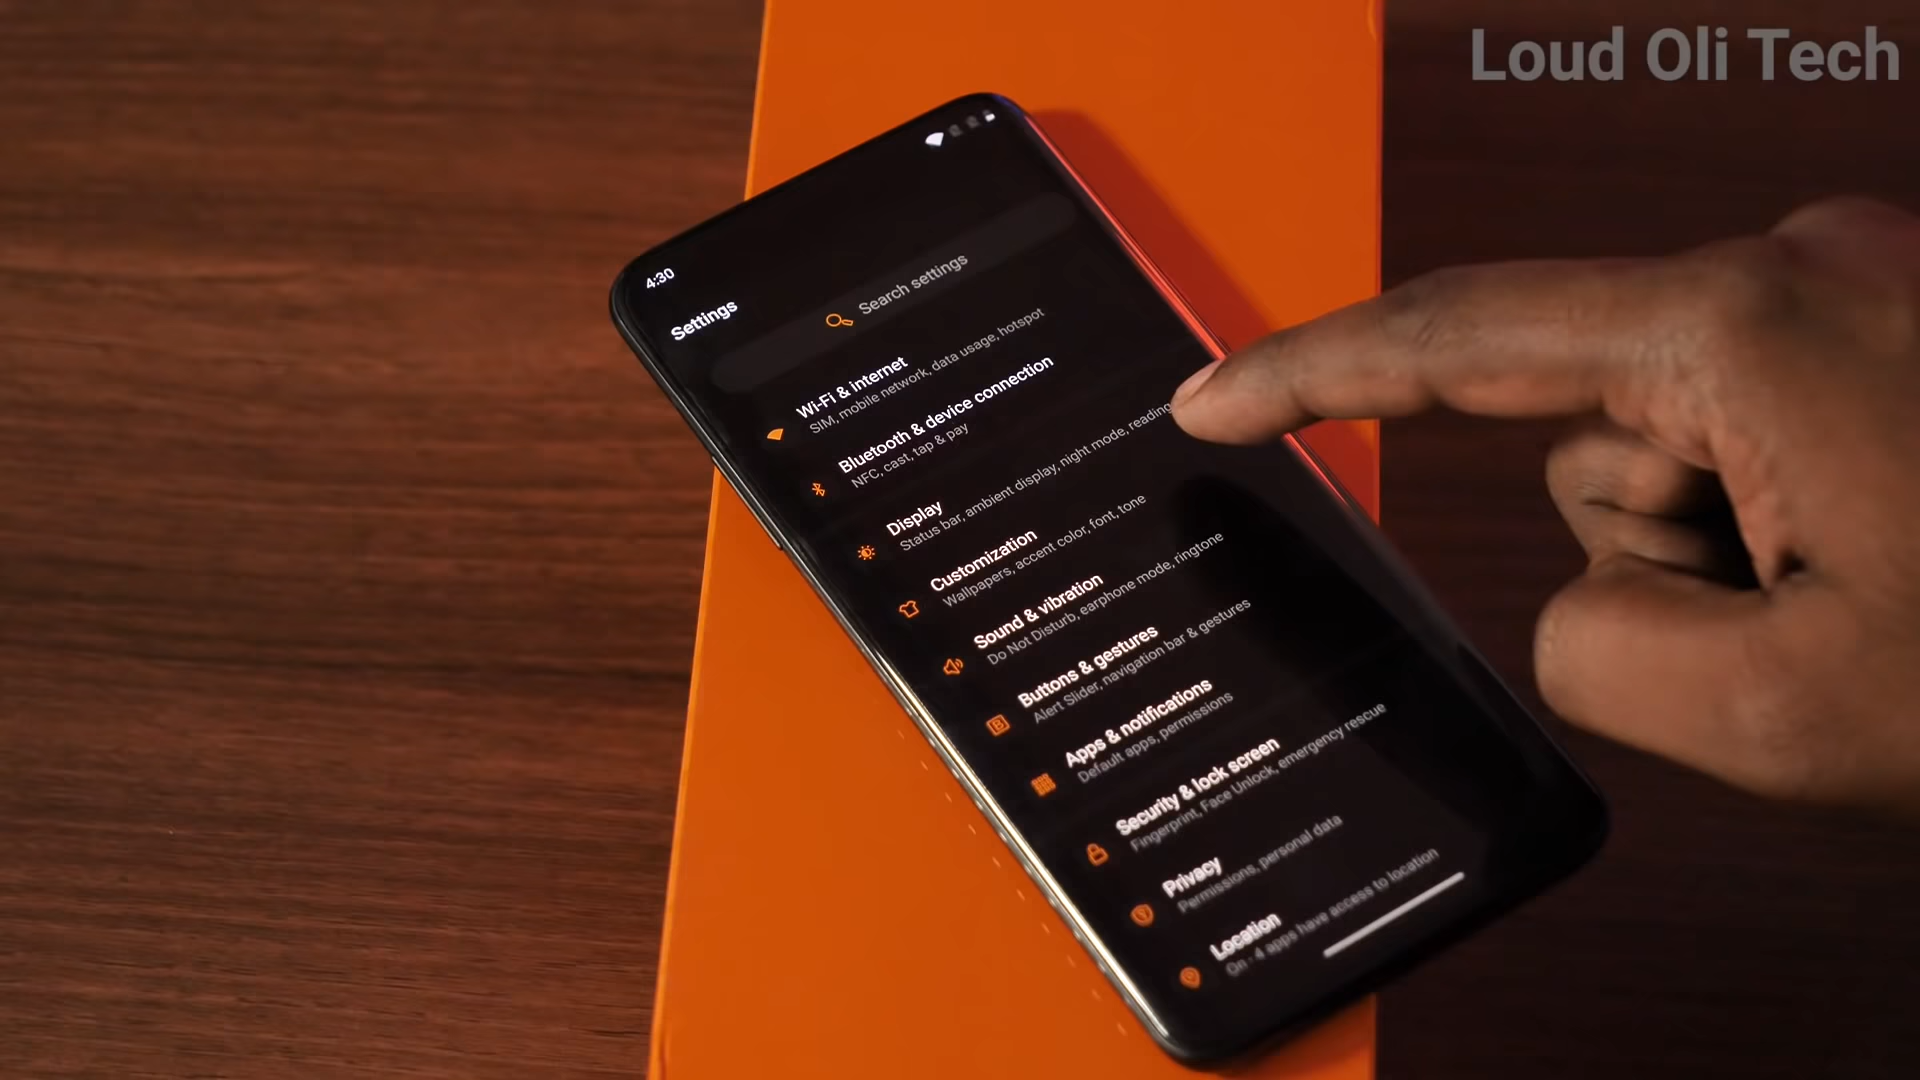 Loud Oli Tech
4:30
Settings
Search settings
Wi-Fi & internet
SIM, mobile network, data usage, hotspot
Bluetooth & device connection
NFC, cast, tap & pay
Display
Status bar, ambient display, night mode, reading
Customization
Wallpapers, accent color, font, tone
Sound & vibration
Do Not Disturb, earphone mode, ringtone
Buttons & gestures
Alert Slider, navigation bar & gestures
Apps & notifications
Default apps, permissions
Security & lock screen
Fingerprint, Face Unlock, emergency rescue
Privacy
Permissions, personal data
Location
On · 4 apps have access to location